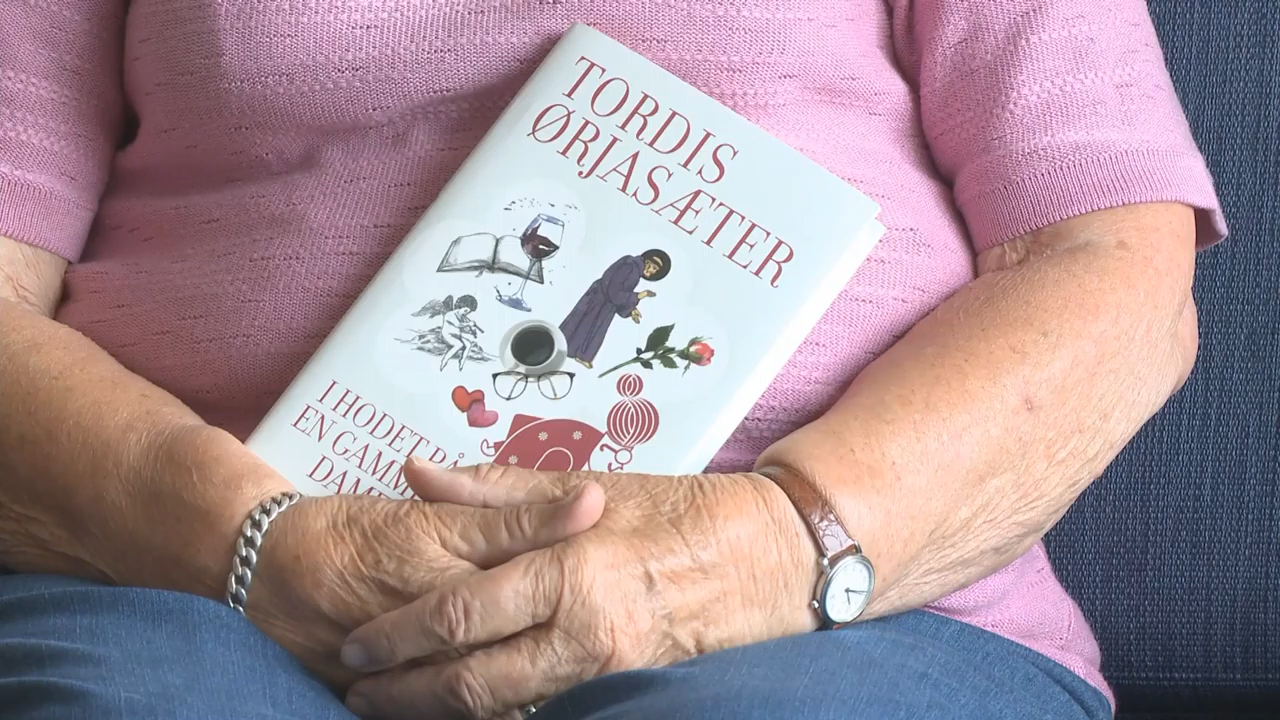 TORDIS
ØRJASÆTER
I HODET PÅ
EN GAMM
DAM